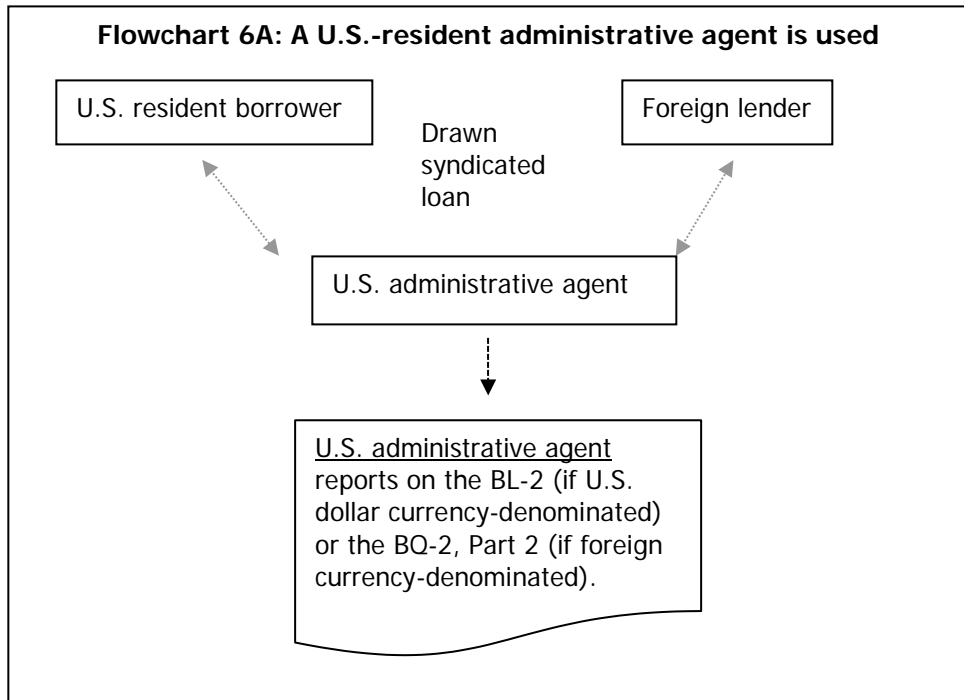 Flowchart 6A: A U.S.-resident administrative agent is used
U.S. resident borrower
Foreign lender
Drawn
syndicated
loan
U.S. administrative agent
U.S. administrative agent
reports on the BL-2 (if U.S.
dollar currency-denominated)
or the BQ-2, Part 2 (if foreign
currency-denominated).